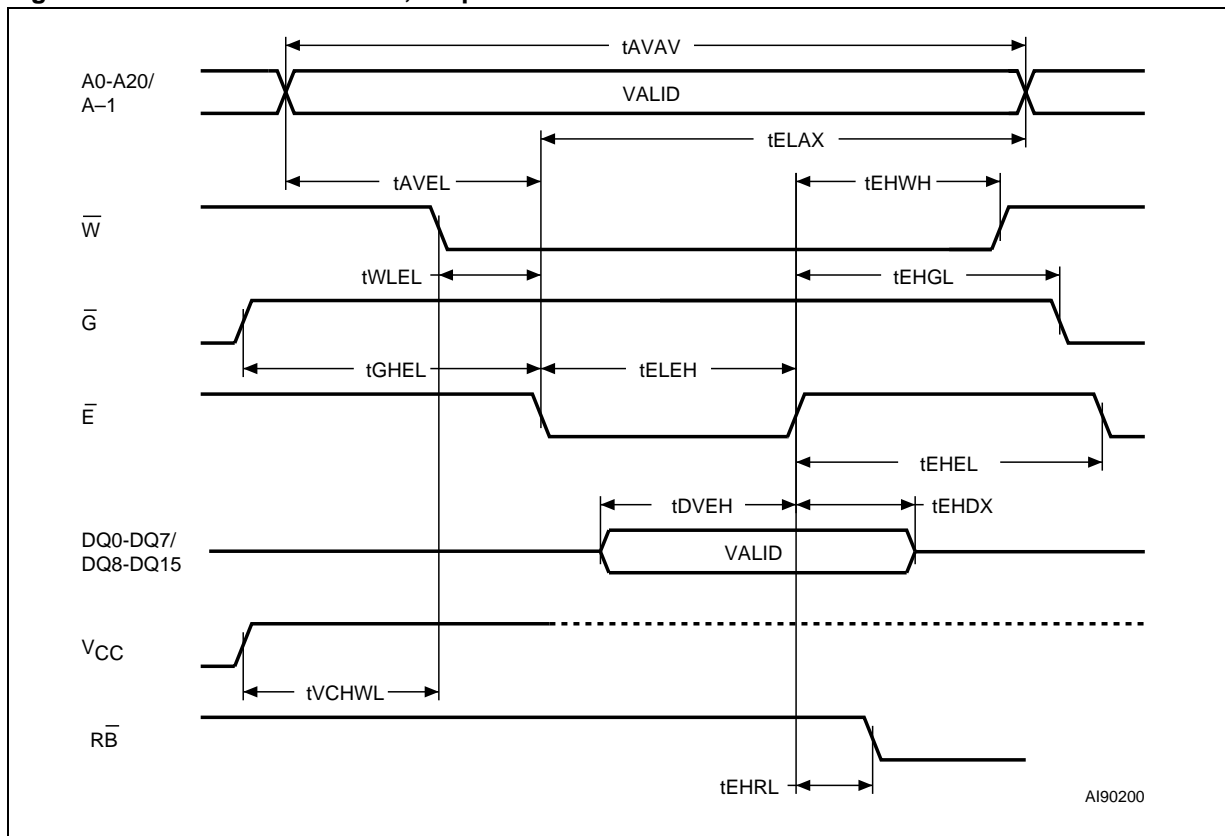 tAVAV
A0-A20/
A–1
VALID
tELAX
tAVEL
tEHWH
W̅
tWLEL
tEHGL
G̅
tGHEL
tELEH
E̅
tEHEL
tDVEH
tEHDX
DQ0-DQ7/
DQ8-DQ15
VALID
VCC
tVCHWL
RB̅
tEHRL
AI90200